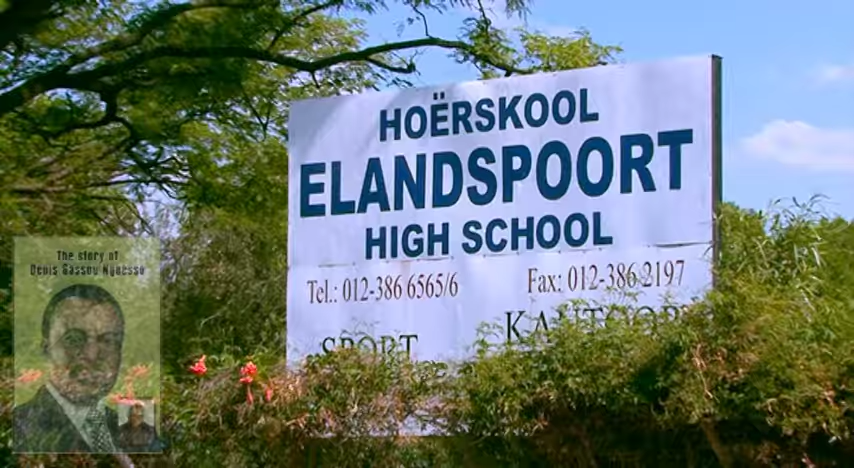 HOËRSKOOL
ELANDSPOORT
HIGH SCHOOL
Tel.: 012-386 6565/6 Fax: 012-386 2197
SPORT KANTOOR
The story of
Denis Sassou Nguesso